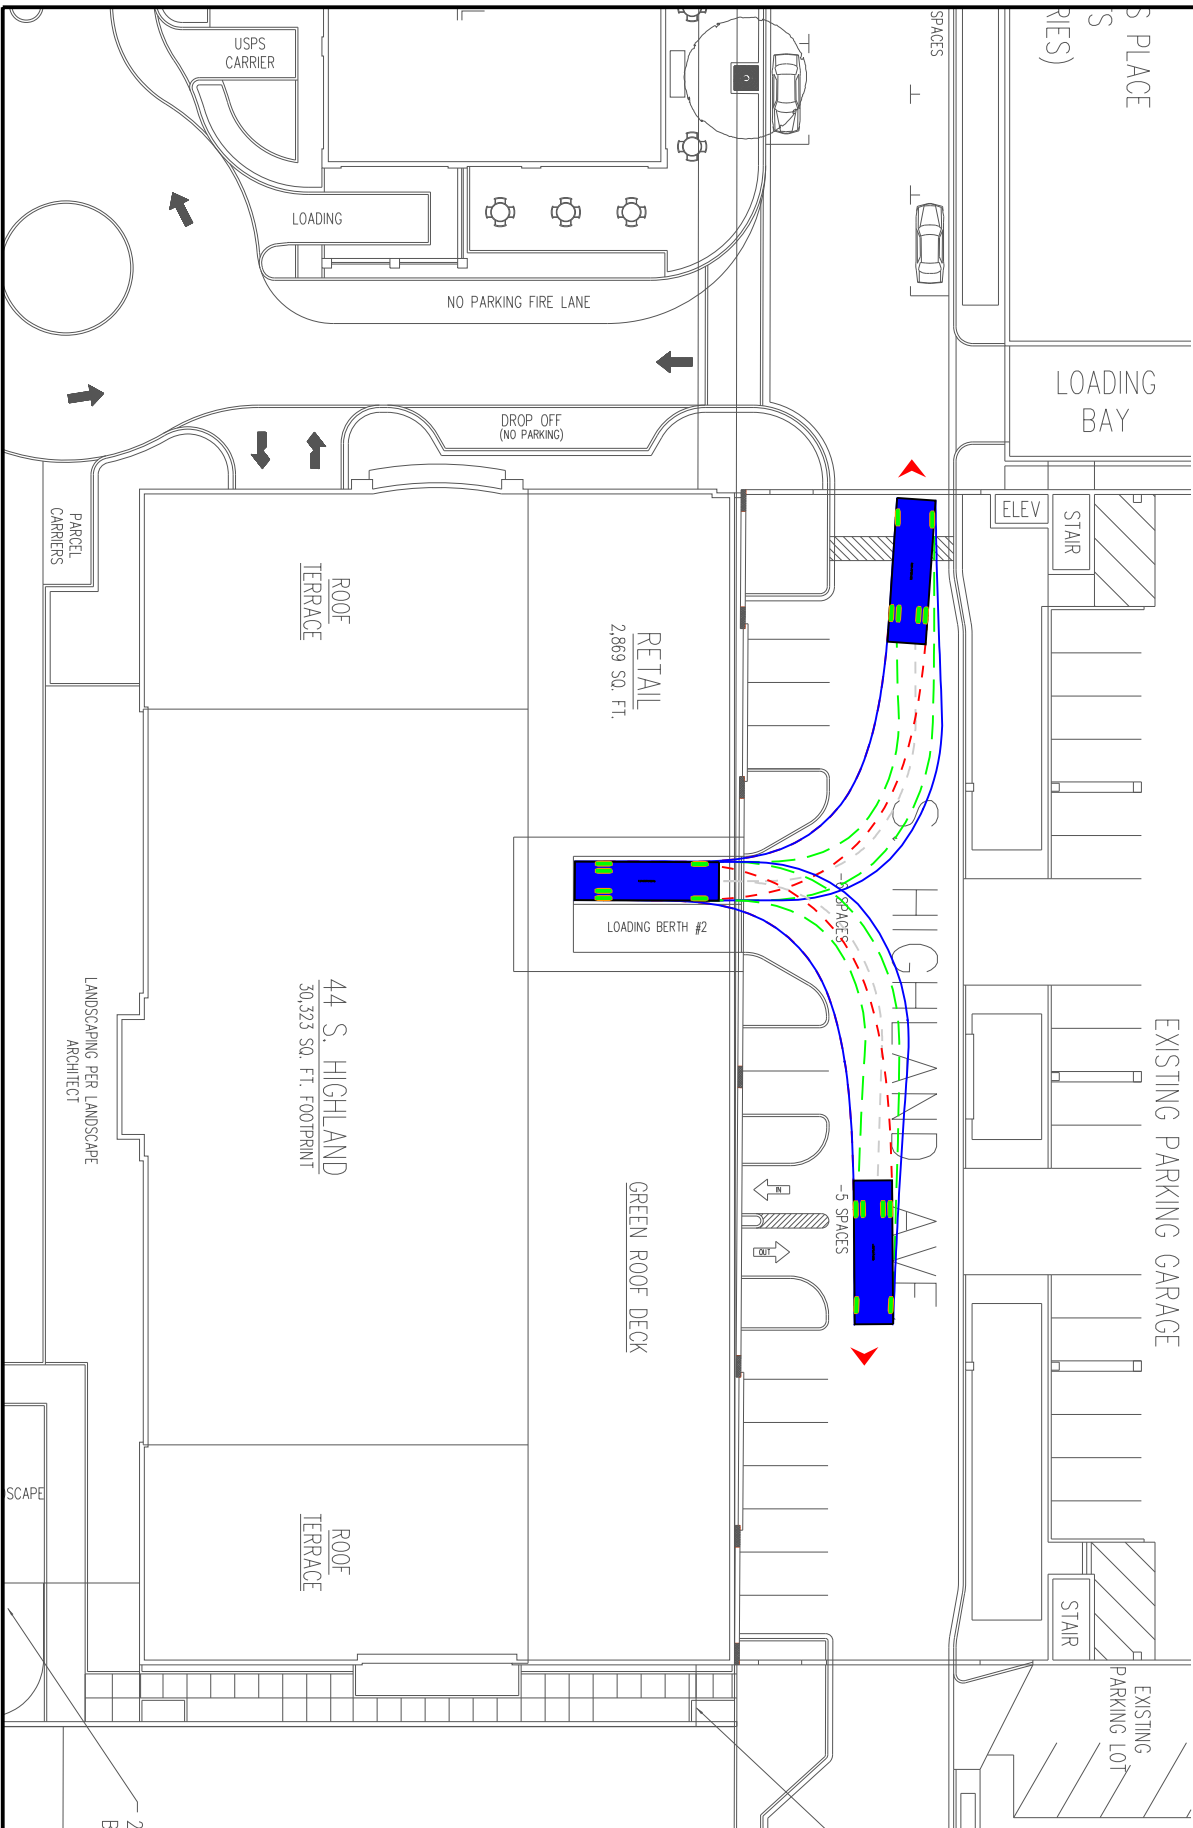 S PLACE
S
RIES)
SPACES
USPS
CARRIER
LOADING
NO PARKING FIRE LANE
LOADING
BAY
DROP OFF
(NO PARKING)
PARCEL
CARRIERS
ELEV
STAIR
ROOF
TERRACE
RETAIL
2,869 SQ. FT.
S. HIGHLAND AVE
SPACES
LOADING BERTH #2
44 S. HIGHLAND
30,323 SQ. FT. FOOTPRINT
LANDSCAPING PER LANDSCAPE
ARCHITECT
EXISTING PARKING GARAGE
GREEN ROOF DECK
IN
OUT
-5 SPACES
SCAPE
ROOF
TERRACE
STAIR
EXISTING
PARKING LOT
2